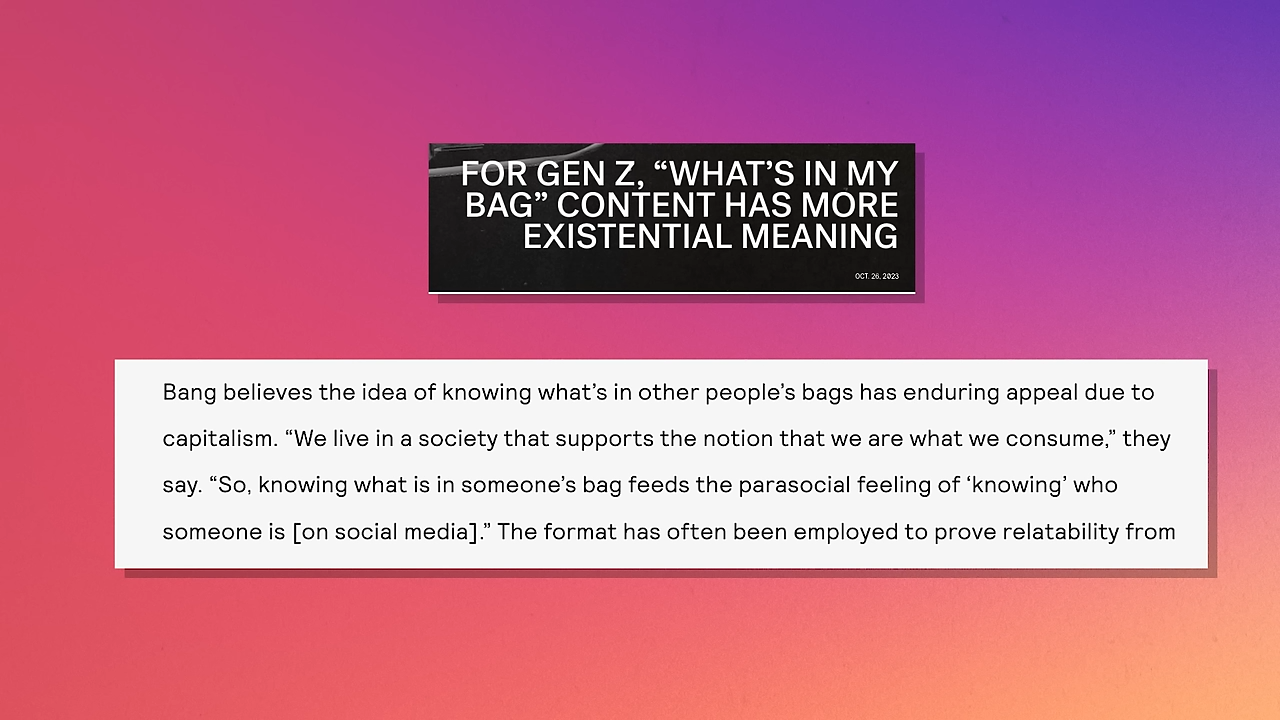 FOR GEN Z, “WHAT’S IN MY
BAG” CONTENT HAS MORE
EXISTENTIAL MEANING
OCT. 26, 2023
Bang believes the idea of knowing what’s in other people’s bags has enduring appeal due to
capitalism. “We live in a society that supports the notion that we are what we consume,” they
say. “So, knowing what is in someone’s bag feeds the parasocial feeling of ‘knowing’ who
someone is [on social media].” The format has often been employed to prove relatability from